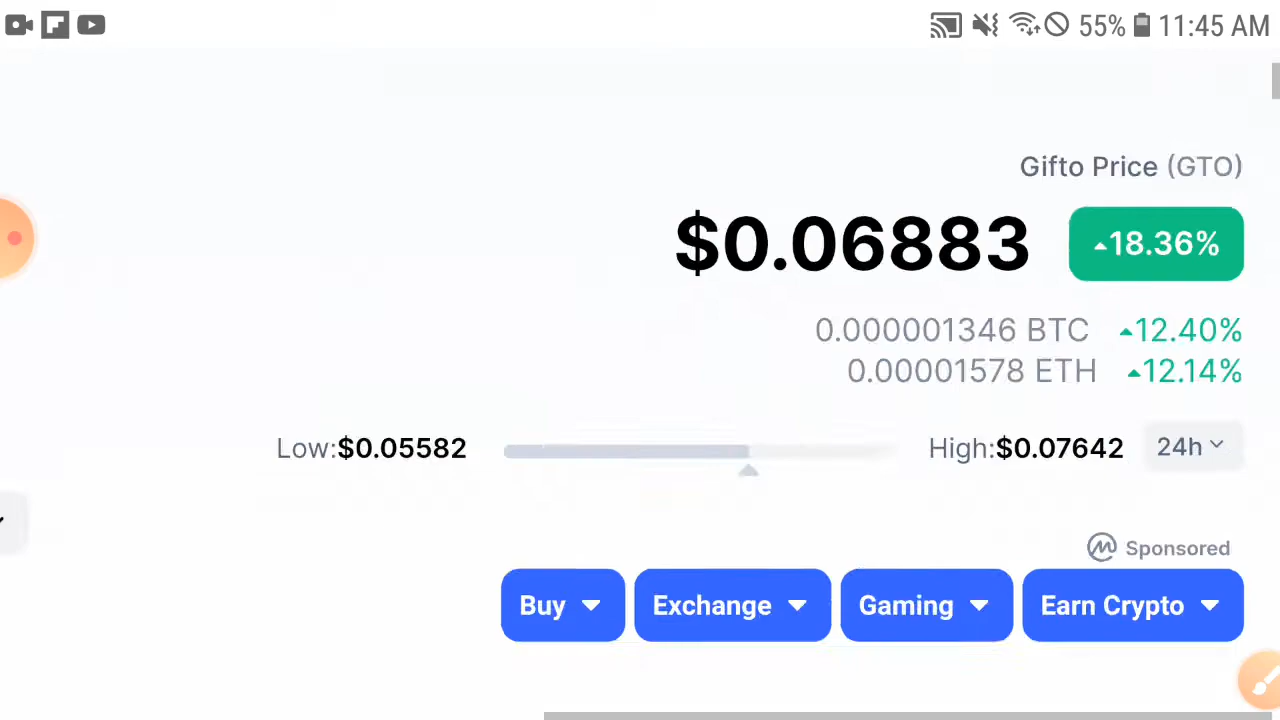 55% 11:45 AM
Gifto Price (GTO)
$0.06883 18.36%
0.000001346 BTC 12.40%
0.00001578 ETH 12.14%
Low:$0.05582 High:$0.07642 24h
Sponsored
Buy Exchange Gaming Earn Crypto